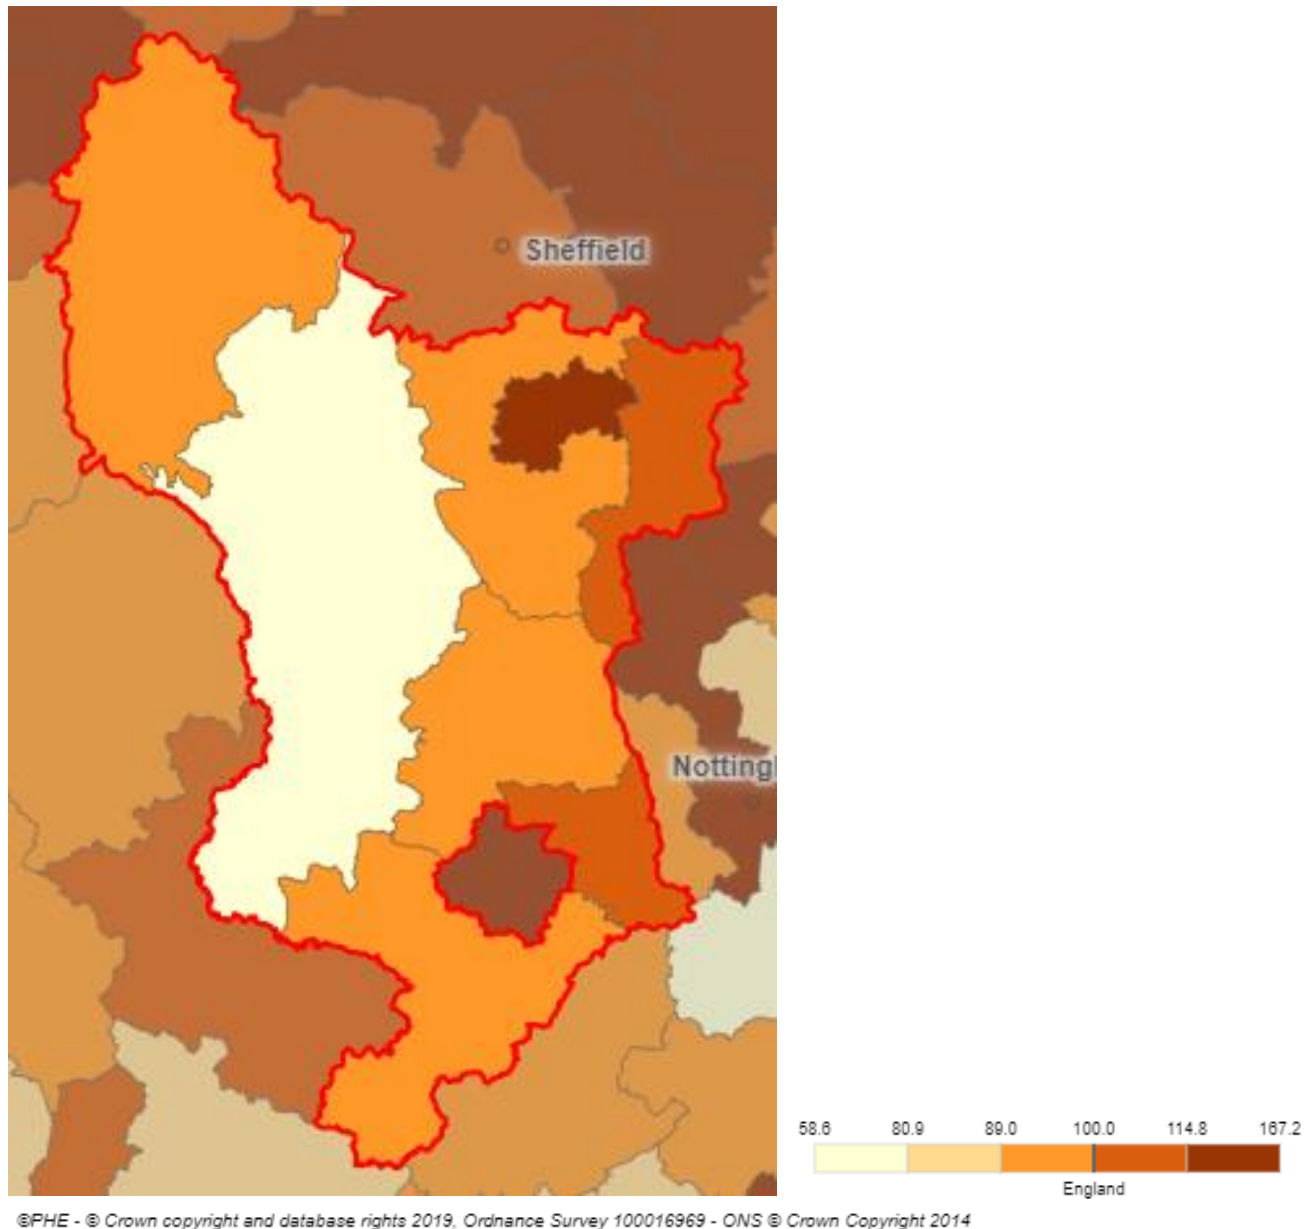 Sheffield
Notting
58.6 80.9 89.0 100.0 114.8 167.2
England
©PHE - © Crown copyright and database rights 2019, Ordnance Survey 100016969 - ONS © Crown Copyright 2014